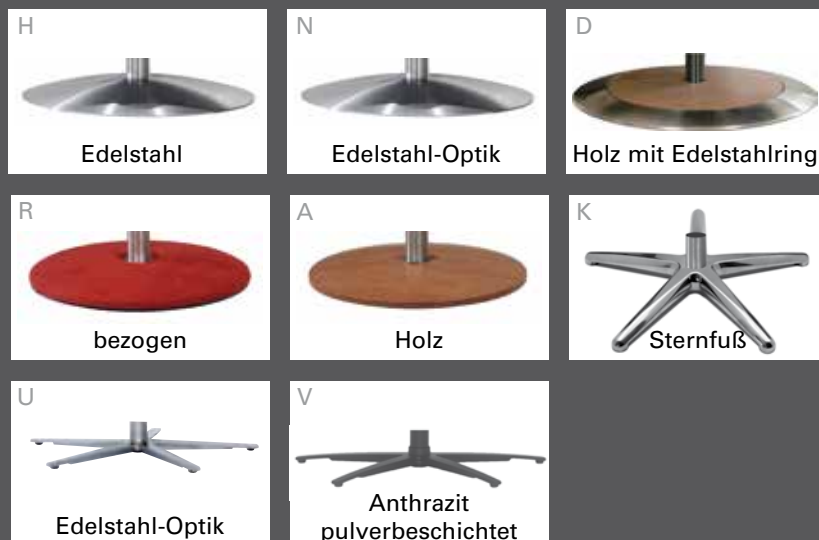 H
Edelstahl
N
Edelstahl-Optik
D
Holz mit Edelstahlring
R
bezogen
A
Holz
K
Sternfuß
U
Edelstahl-Optik
V
Anthrazit
pulverbeschichtet